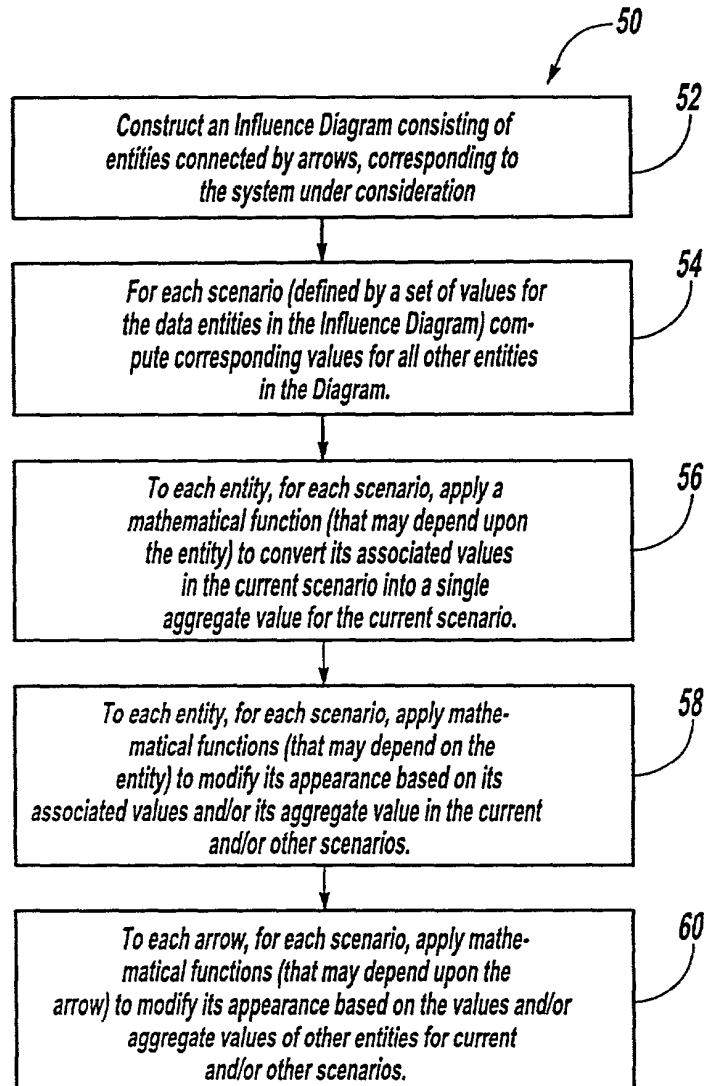 50
52
Construct an Influence Diagram consisting of
entities connected by arrows, corresponding to
the system under consideration
54
For each scenario (defined by a set of values for
the data entities in the Influence Diagram) com-
pute corresponding values for all other entities
in the Diagram.
56
To each entity, for each scenario, apply a
mathematical function (that may depend upon
the entity) to convert its associated values
in the current scenario into a single
aggregate value for the current scenario.
58
To each entity, for each scenario, apply mathe-
matical functions (that may depend on the
entity) to modify its appearance based on its
associated values and/or its aggregate value in the current
and/or other scenarios.
60
To each arrow, for each scenario, apply mathe-
matical functions (that may depend upon the
arrow) to modify its appearance based on the values and/or
aggregate values of other entities for current
and/or other scenarios.